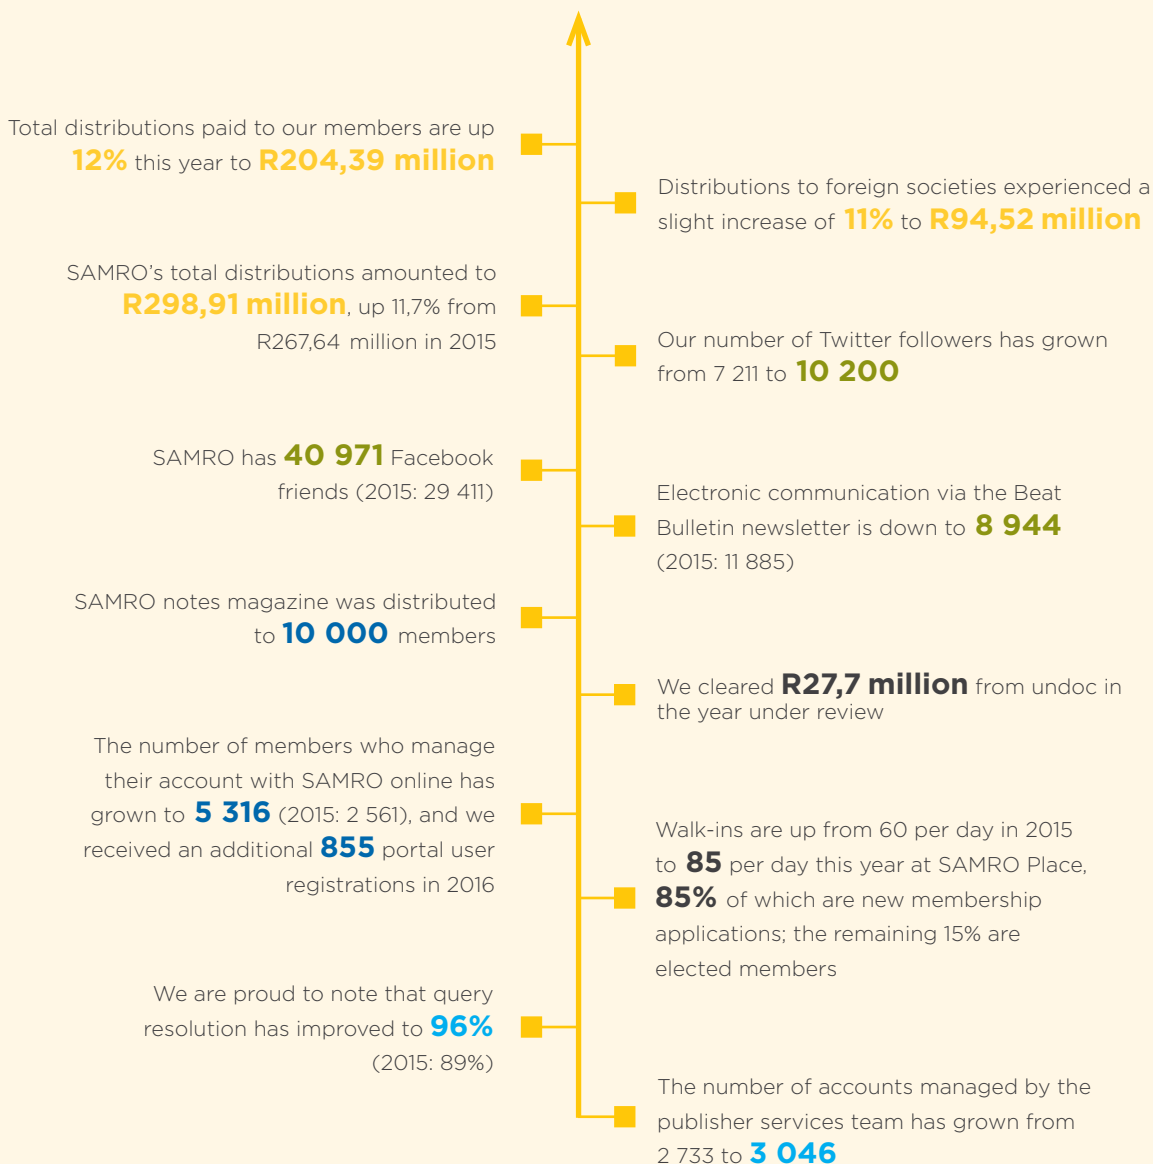 Total distributions paid to our members are up
12% this year to R204,39 million
Distributions to foreign societies experienced a
slight increase of 11% to R94,52 million
SAMRO’s total distributions amounted to
R298,91 million, up 11,7% from
R267,64 million in 2015
Our number of Twitter followers has grown
from 7 211 to 10 200
SAMRO has 40 971 Facebook
friends (2015: 29 411)
Electronic communication via the Beat
Bulletin newsletter is down to 8 944
(2015: 11 885)
SAMRO notes magazine was distributed
to 10 000 members
We cleared R27,7 million from undoc in
the year under review
The number of members who manage
their account with SAMRO online has
grown to 5 316 (2015: 2 561), and we
received an additional 855 portal user
registrations in 2016
Walk-ins are up from 60 per day in 2015
to 85 per day this year at SAMRO Place,
85% of which are new membership
applications; the remaining 15% are
elected members
We are proud to note that query
resolution has improved to 96%
(2015: 89%)
The number of accounts managed by the
publisher services team has grown from
2 733 to 3 046